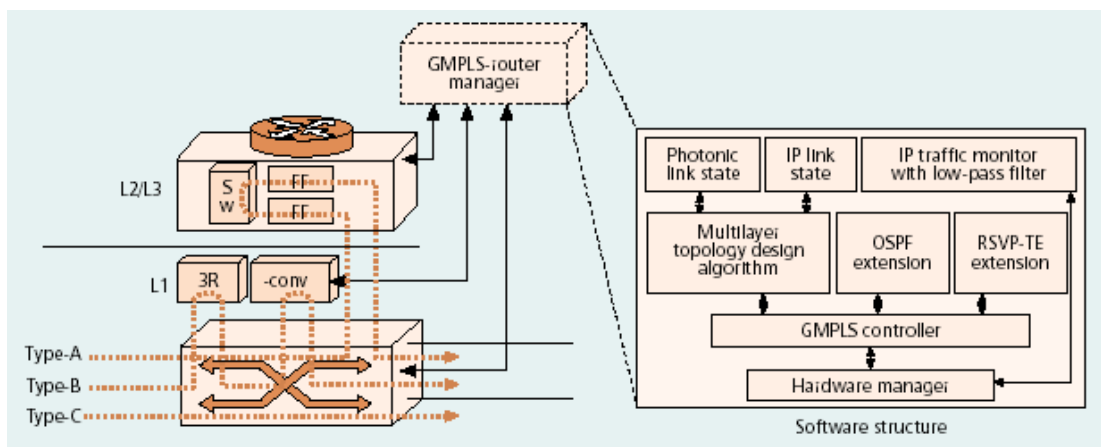 GMPLS-router
manager
L2/L3
S
w
FF
FF
L1
3R
-conv
Type-A
Type-B
Type-C
Photonic
link state
IP link
state
IP traffic monitor
with low-pass filter
Multilayer
topology design
algorithm
OSPF
extension
RSVP-TE
extension
GMPLS controller
Hardware manager
Software structure